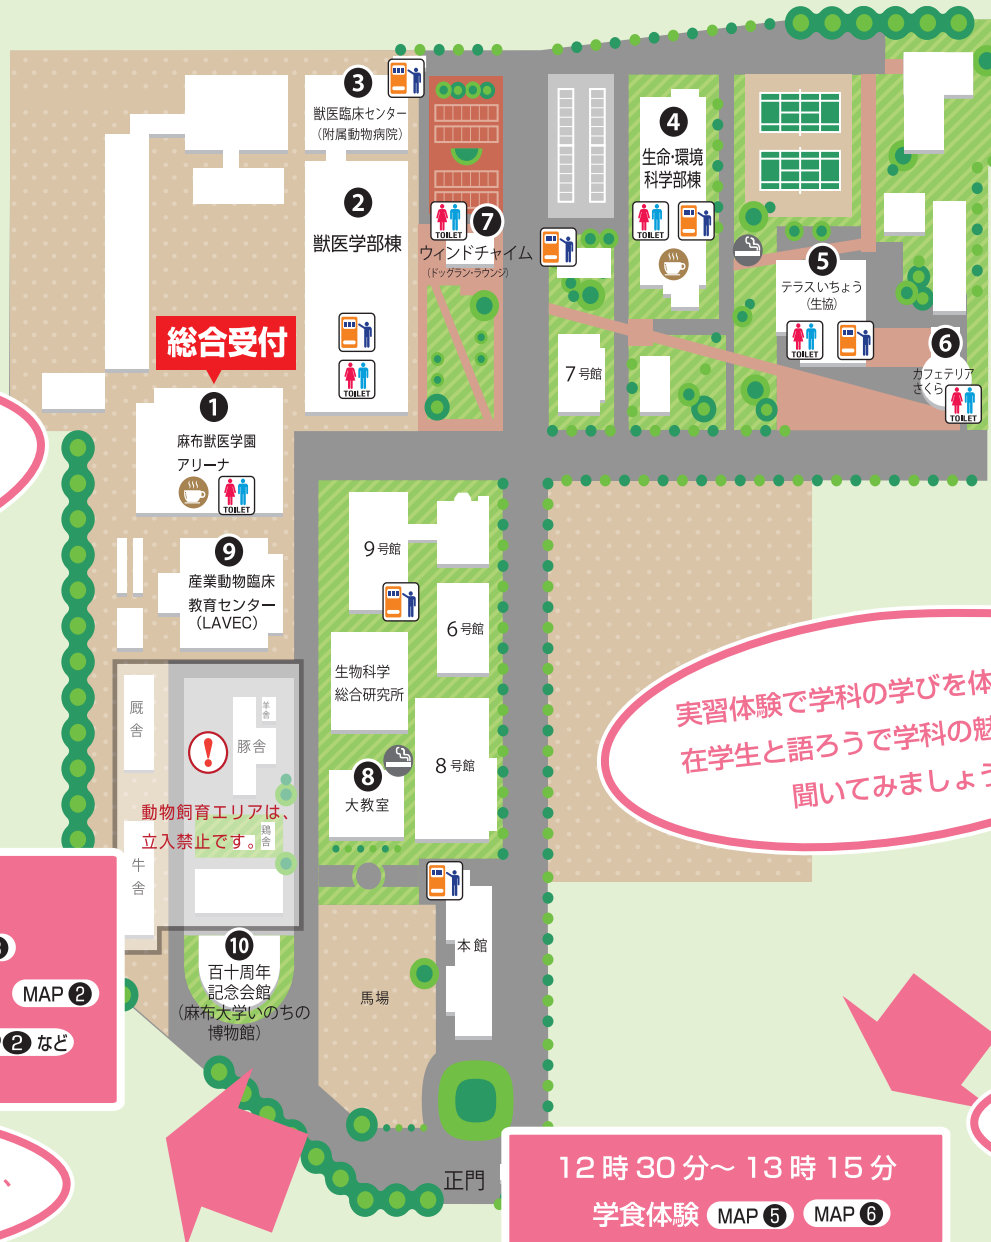 3
獣医臨床センター
(附属動物病院)
2
獣医学部棟
TOILET
総合受付
1
麻布獣医学園
アリーナ
TOILET
7
ウィンドチャイム
(ドッグラン・ラウンジ)
TOILET
4
生命・環境
科学部棟
TOILET
5
テラスいちょう
(生協)
TOILET
6
カフェテリア
さくら
TOILET
7号館
9
産業動物臨床
教育センター
(LAVEC)
9号館
6号館
生物科学
総合研究所
8号館
8
大教室
厩
舎
羊
舎
豚舎
!
動物飼育エリアは、
立入禁止です。
鶏
舎
牛
舎
10
百十周年
記念会館
(麻布大学いのちの
博物館)
馬場
本館
正門
実習体験で学科の学びを体
在学生と語ろうで学科の魅
聞いてみましょう
MAP 2
2 など
、
12時30分~13時15分
学食体験 MAP 5 MAP 6